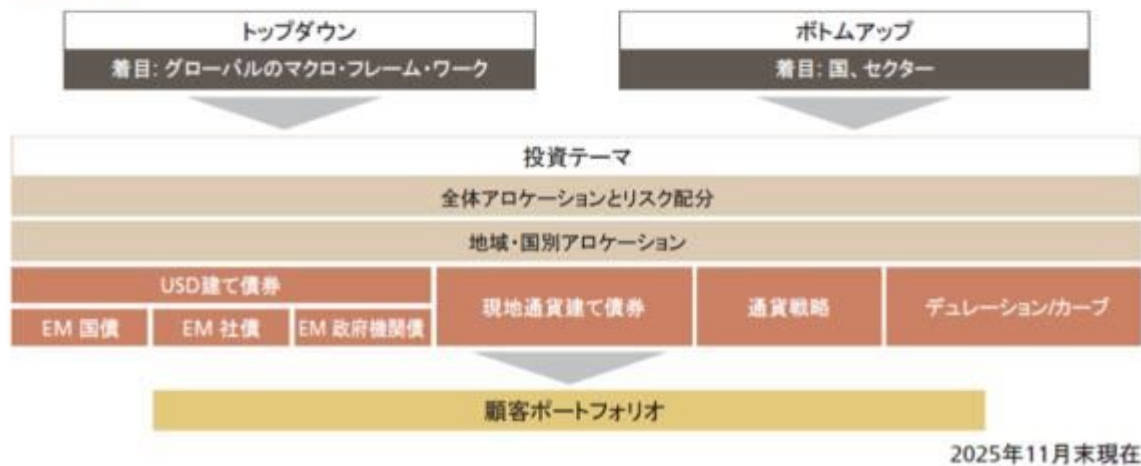 トップダウン
着目: グローバルのマクロ・フレーム・ワーク
ボトムアップ
着目: 国、セクター
投資テーマ
全体アロケーションとリスク配分
地域・国別アロケーション
USD建て債券
EM 国債
EM 社債
EM 政府機関債
現地通貨建て債券
通貨戦略
デュレーション/カーブ
顧客ポートフォリオ
2025年11月末現在